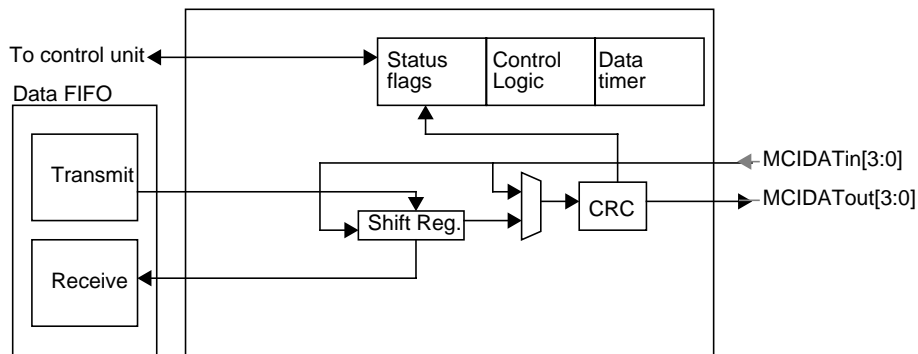 To control unit
Status flags
Control Logic
Data timer
Data FIFO
Transmit
MCIDATin[3:0]
MCIDATout[3:0]
Shift Reg.
CRC
Receive